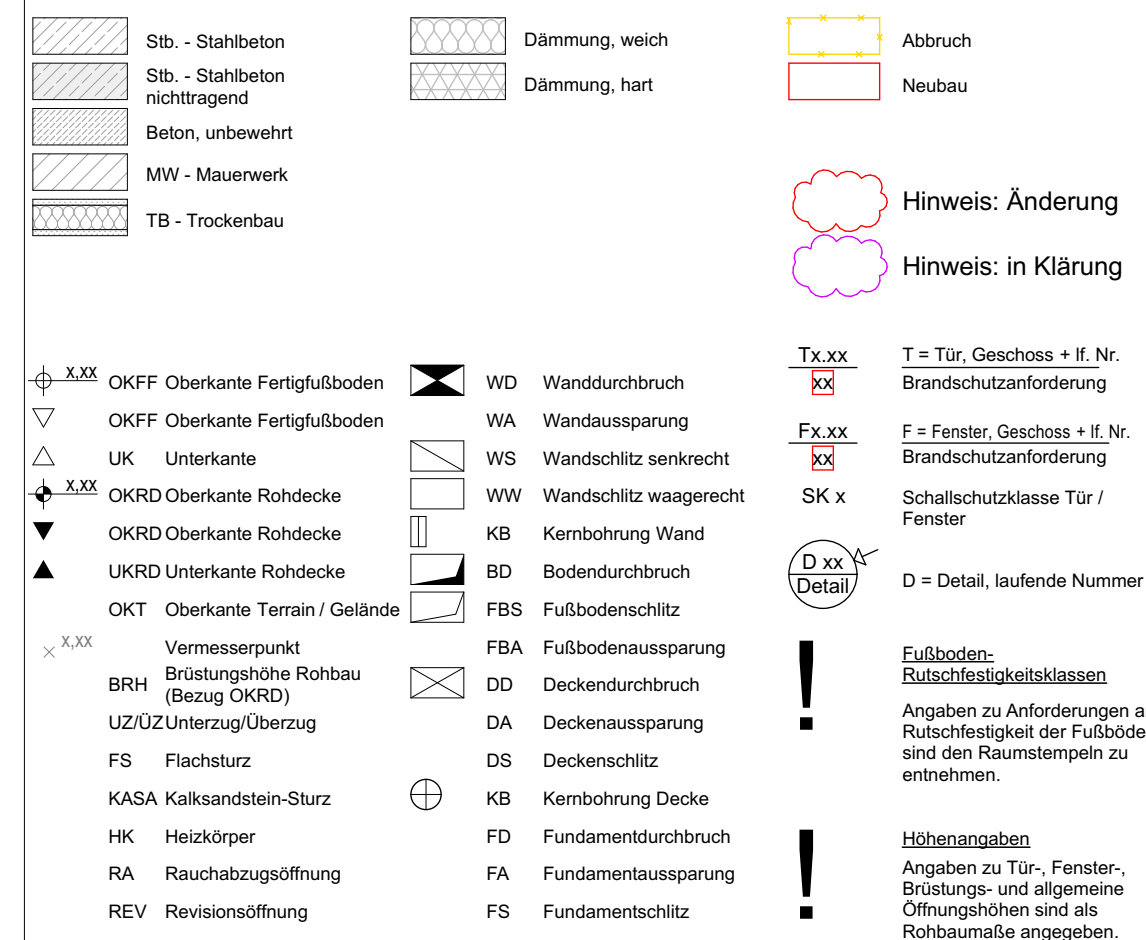 Stb. - Stahlbeton
Stb. - Stahlbeton
nichttragend
Beton, unbewehrt
MW - Mauerwerk
TB - Trockenbau
Dämmung, weich
Dämmung, hart
Abbruch
Neubau
Hinweis: Änderung
Hinweis: in Klärung
x,xx OKFF Oberkante Fertigfußboden
OKFF Oberkante Fertigfußboden
UK Unterkante
x,xx OKRD Oberkante Rohdecke
OKRD Oberkante Rohdecke
UKRD Unterkante Rohdecke
OKT Oberkante Terrain / Gelände
x,xx Vermesserpunkt
BRH Brüstungshöhe Rohbau
(Bezug OKRD)
UZ/ÜZ Unterzug/Überzug
FS Flachsturz
KASA Kalksandstein-Sturz
HK Heizkörper
RA Rauchabzugsöffnung
REV Revisionsöffnung
WD Wanddurchbruch
WA Wandaussparung
WS Wandschlitz senkrecht
WW Wandschlitz waagerecht
KB Kernbohrung Wand
BD Bodendurchbruch
FBS Fußbodenschlitz
FBA Fußbodenaussparung
DD Deckendurchbruch
DA Deckenaussparung
DS Deckenschlitz
KB Kernbohrung Decke
FD Fundamentdurchbruch
FA Fundamentaussparung
FS Fundamentschlitz
Tx.xx T = Tür, Geschoss + lf. Nr.
xx Brandschutzanforderung
Fx.xx F = Fenster, Geschoss + lf. Nr.
xx Brandschutzanforderung
SK x Schallschutzklasse Tür /
Fenster
D xx
Detail
D = Detail, laufende Nummer
!
Fußboden-
Rutschfestigkeitsklassen
Angaben zu Anforderungen a
Rutschfestigkeit der Fußböde
sind den Raumstempeln zu
entnehmen.
!
Höhenangaben
Angaben zu Tür-, Fenster-,
Brüstungs- und allgemeine
Öffnungshöhen sind als
Rohbaumaße angegeben.